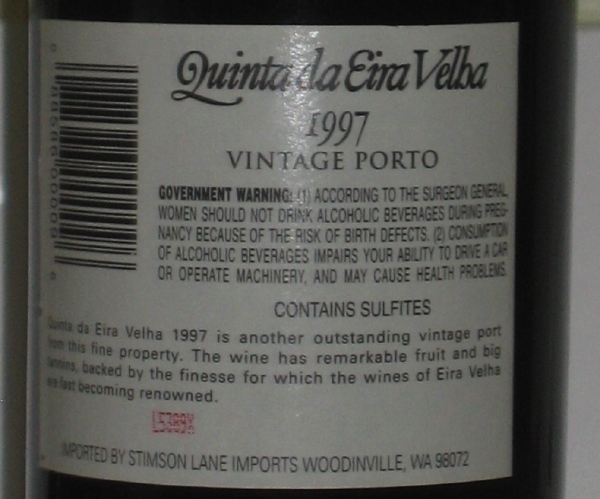 Quinta da Eira Velha
1997
VINTAGE PORTO
GOVERNMENT WARNING: (1) ACCORDING TO THE SURGEON GENERAL,
WOMEN SHOULD NOT DRINK ALCOHOLIC BEVERAGES DURING PREG-
NANCY BECAUSE OF THE RISK OF BIRTH DEFECTS. (2) CONSUMPTION
OF ALCOHOLIC BEVERAGES IMPAIRS YOUR ABILITY TO DRIVE A CAR
OR OPERATE MACHINERY, AND MAY CAUSE HEALTH PROBLEMS.
CONTAINS SULFITES
Quinta da Eira Velha 1997 is another outstanding vintage port
from this fine property. The wine has remarkable fruit and big
tannins, backed by the finesse for which the wines of Eira Velha
are fast becoming renowned.
IMPORTED BY STIMSON LANE IMPORTS WOODINVILLE, WA 98072